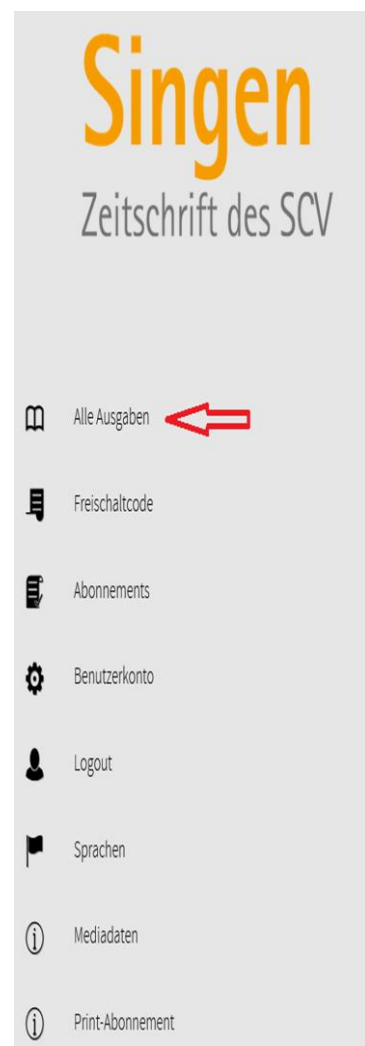 Singen
Zeitschrift des SCV
Alle Ausgaben
Freischaltcode
Abonnements
Benutzerkonto
Logout
Sprachen
Mediadaten
Print-Abonnement